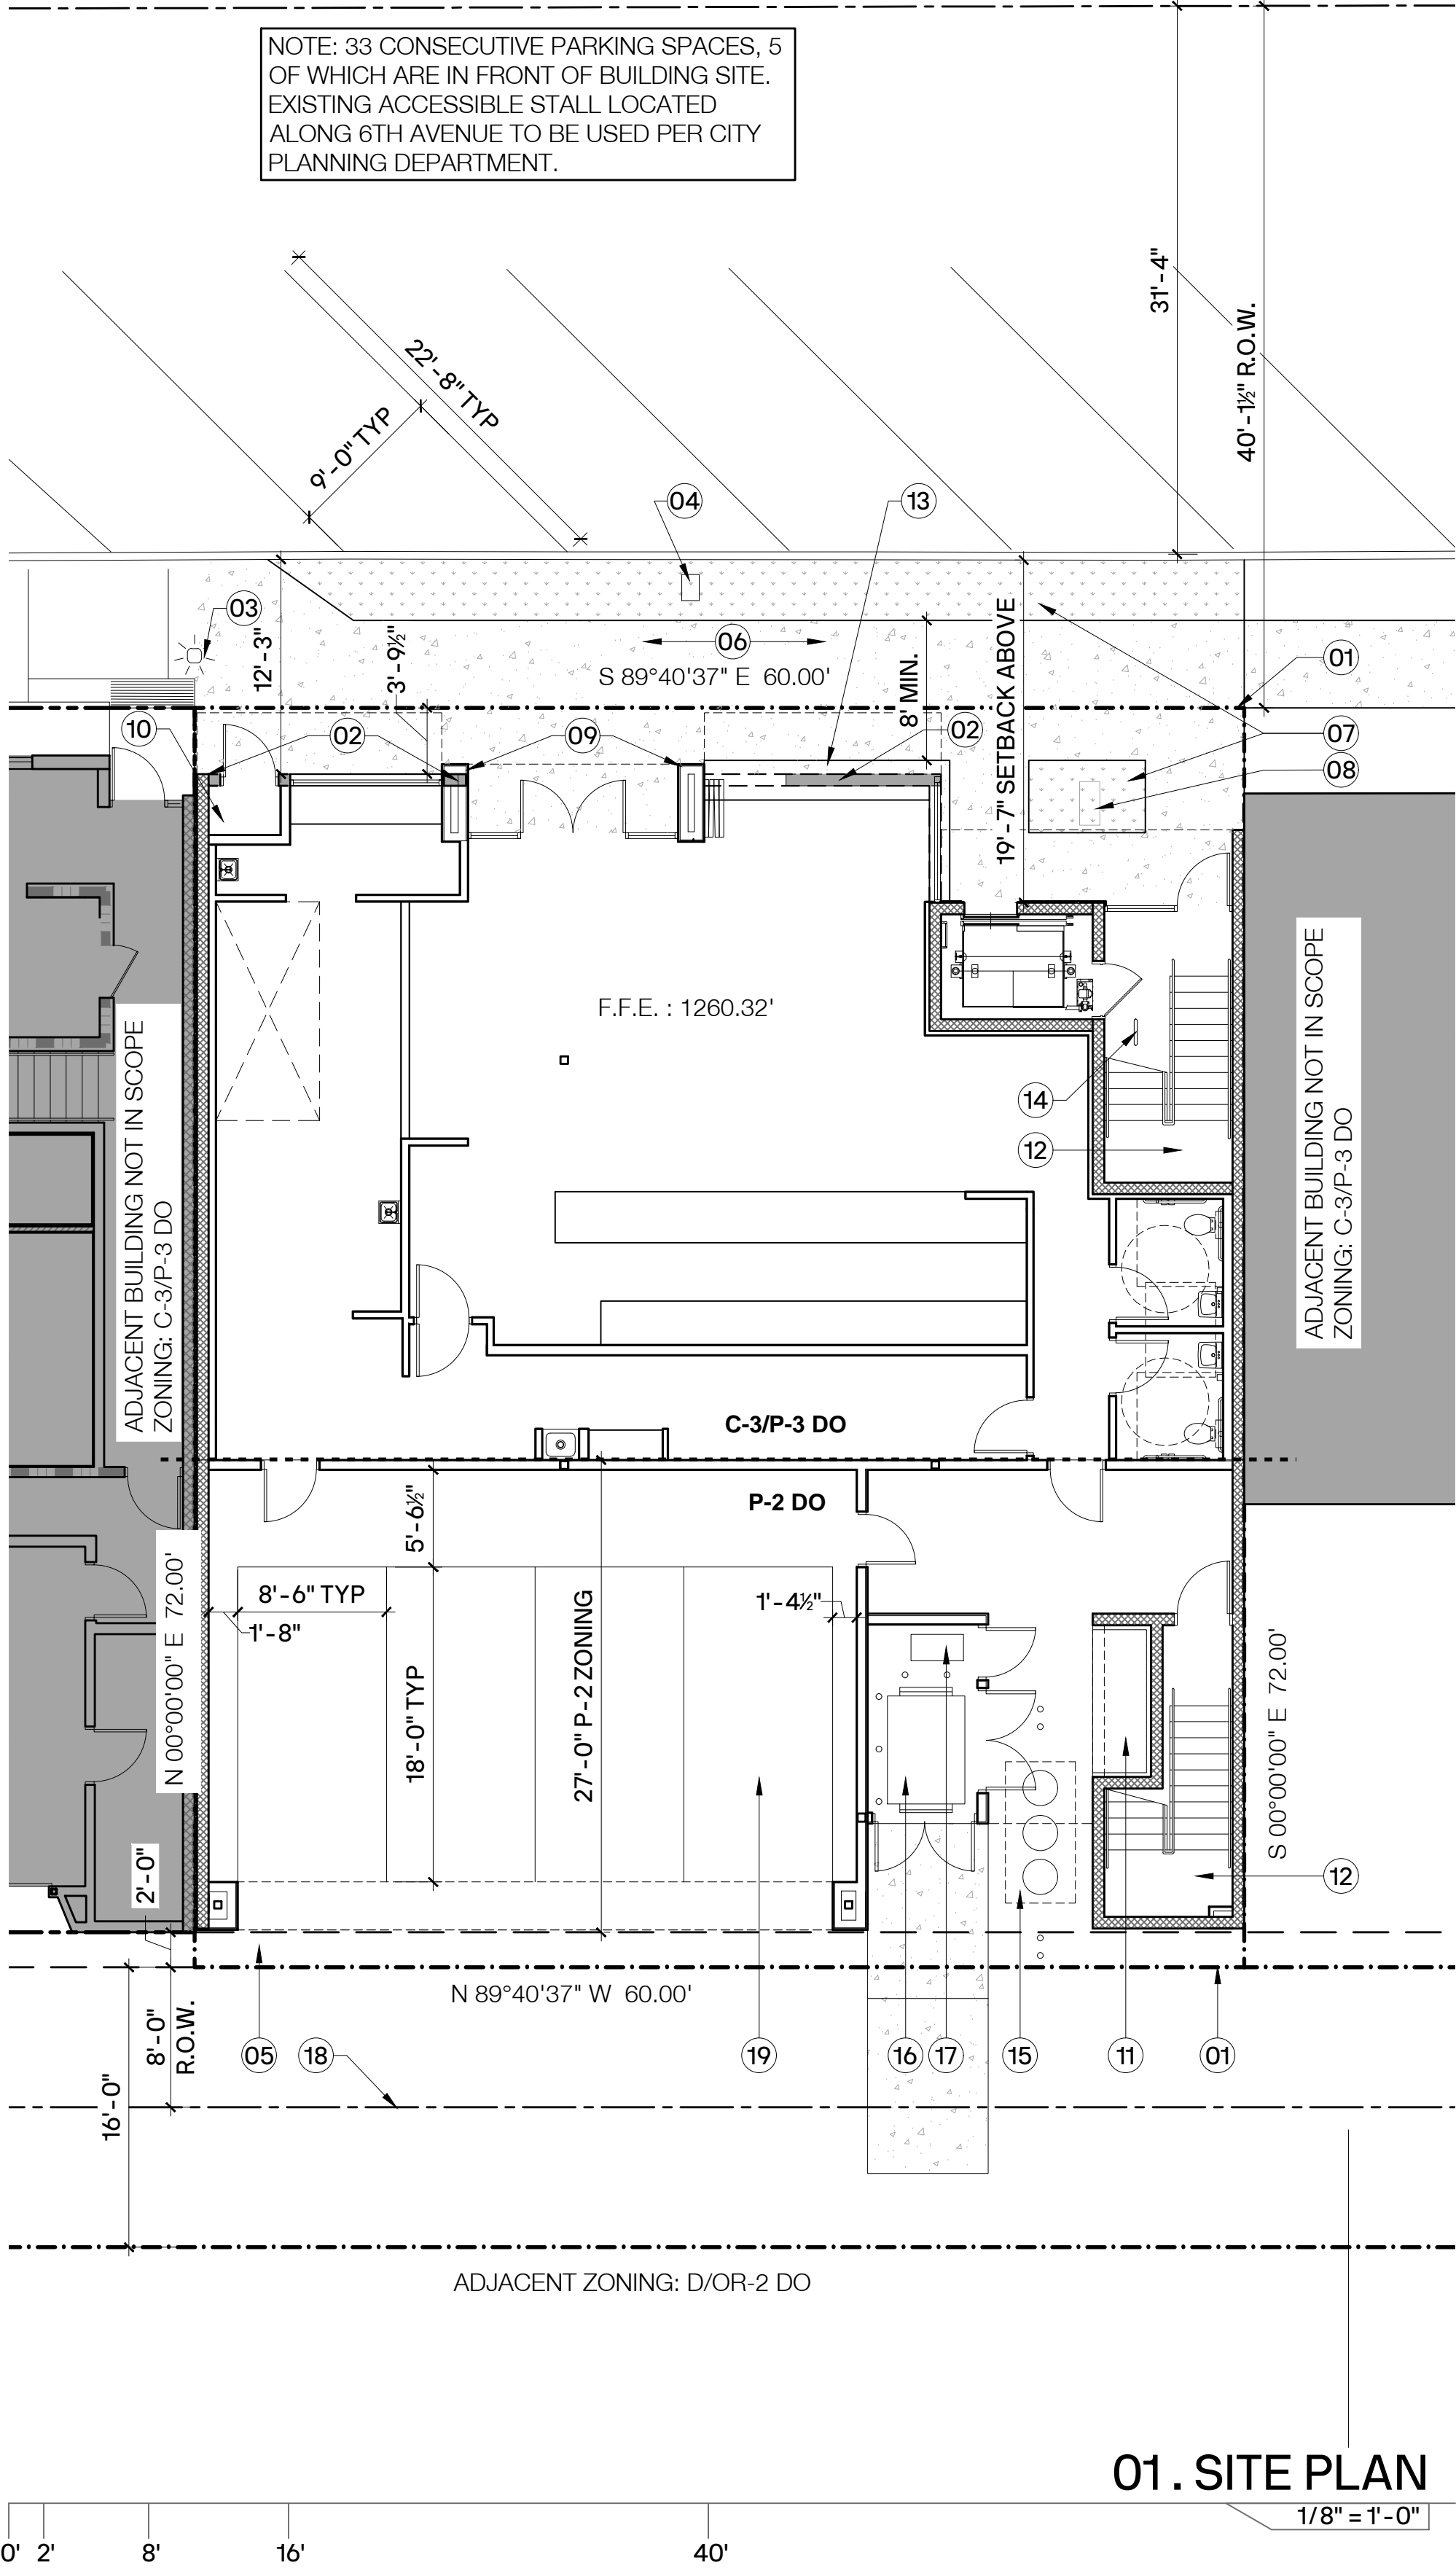 NOTE: 33 CONSECUTIVE PARKING SPACES, 5
OF WHICH ARE IN FRONT OF BUILDING SITE.
EXISTING ACCESSIBLE STALL LOCATED
ALONG 6TH AVENUE TO BE USED PER CITY
PLANNING DEPARTMENT.
31'-4"
40'-1½" R.O.W.
22'-8" TYP
9'-0" TYP
04
13
03
12'-3"
3'-9½"
06
S 89°40'37" E 60.00'
8' MIN.
19'-7" SETBACK ABOVE
01
10
02
09
02
07
08
F.F.E. : 1260.32'
ADJACENT BUILDING NOT IN SCOPE
ZONING: C-3/P-3 DO
ADJACENT BUILDING NOT IN SCOPE
ZONING: C-3/P-3 DO
14
12
C-3/P-3 DO
P-2 DO
5'-6½"
8'-6" TYP
1'-8"
1'-4½"
N 00°00'00" E 72.00'
18'-0" TYP
27'-0" P-2 ZONING
S 00°00'00" E 72.00'
2'-0"
12
N 89°40'37" W 60.00'
8'-0"
R.O.W.
16'-0"
05
18
19
16
17
15
11
01
ADJACENT ZONING: D/OR-2 DO
01. SITE PLAN
1/8" = 1'-0"
0'
2'
8'
16'
40'